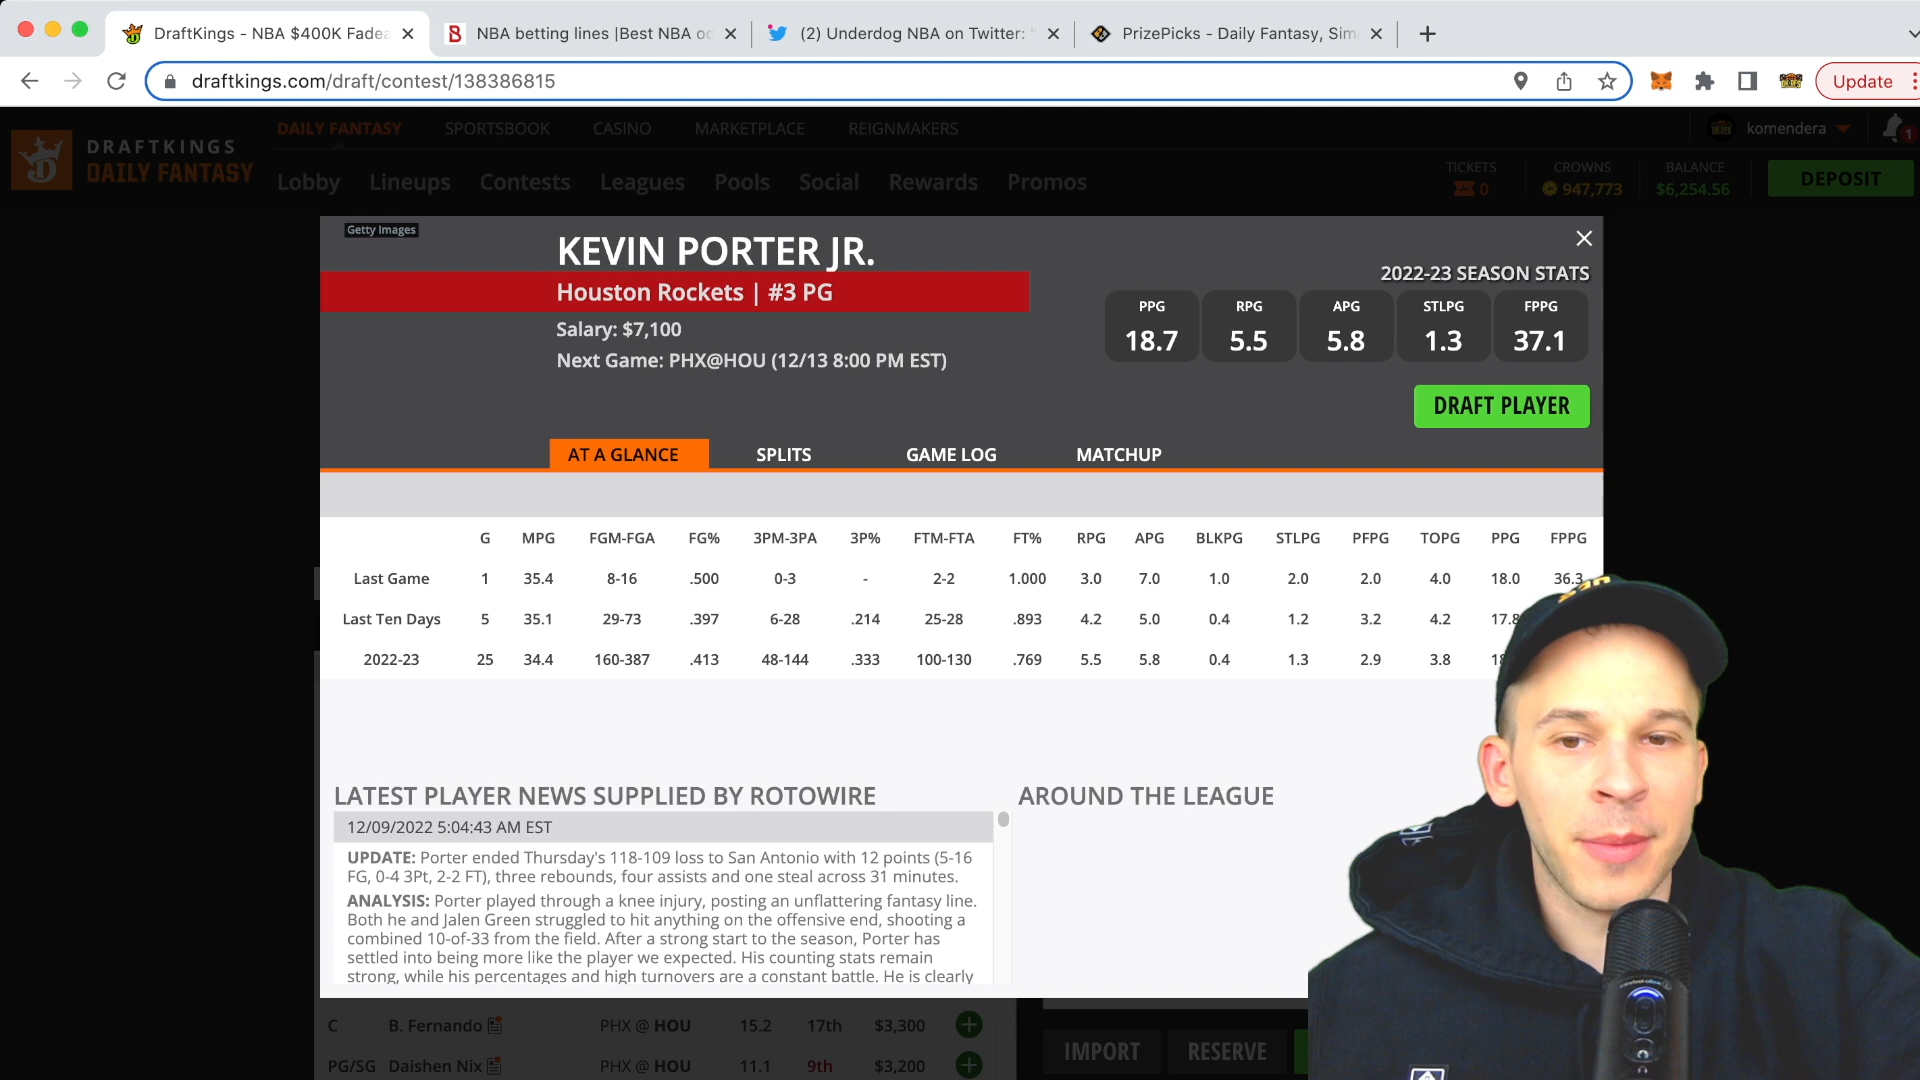 DraftKings - NBA $400K Fadea
NBA betting lines |Best NBA od
(2) Underdog NBA on Twitter: "
PrizePicks - Daily Fantasy, Sim
draftkings.com/draft/contest/138386815
Update
DRAFTKINGS
DAILY FANTASY
DAILY FANTASY
SPORTSBOOK
CASINO
MARKETPLACE
REIGNMAKERS
komendera
1
Lobby
Lineups
Contests
Leagues
Pools
Social
Rewards
Promos
TICKETS
0
CROWNS
947,773
BALANCE
$6,254.56
DEPOSIT
Getty Images
KEVIN PORTER JR.
Houston Rockets | #3 PG
Salary: $7,100
Next Game: PHX@HOU (12/13 8:00 PM EST)
2022-23 SEASON STATS
PPG RPG APG STLPG FPPG
18.7 5.5 5.8 1.3 37.1
DRAFT PLAYER
AT A GLANCE SPLITS GAME LOG MATCHUP
G MPG FGM-FGA FG% 3PM-3PA 3P% FTM-FTA FT% RPG APG BLKPG STLPG PFPG TOPG PPG FPPG
Last Game 1 35.4 8-16 .500 0-3 - 2-2 1.000 3.0 7.0 1.0 2.0 2.0 4.0 18.0 36.3
Last Ten Days 5 35.1 29-73 .397 6-28 .214 25-28 .893 4.2 5.0 0.4 1.2 3.2 4.2 17.8
2022-23 25 34.4 160-387 .413 48-144 .333 100-130 .769 5.5 5.8 0.4 1.3 2.9 3.8
LATEST PLAYER NEWS SUPPLIED BY ROTOWIRE
12/09/2022 5:04:43 AM EST
UPDATE: Porter ended Thursday's 118-109 loss to San Antonio with 12 points (5-16
FG, 0-4 3Pt, 2-2 FT), three rebounds, four assists and one steal across 31 minutes.
ANALYSIS: Porter played through a knee injury, posting an unflattering fantasy line.
Both he and Jalen Green struggled to hit anything on the offensive end, shooting a
combined 10-of-33 from the field. After a strong start to the season, Porter has
settled into being more like the player we expected. His counting stats remain
strong, while his percentages and high turnovers are a constant battle. He is clearly
AROUND THE LEAGUE
C B. Fernando PHX @ HOU 15.2 17th $3,300
PG/SG Daishen Nix PHX @ HOU 11.1 9th $3,200
IMPORT
RESERVE